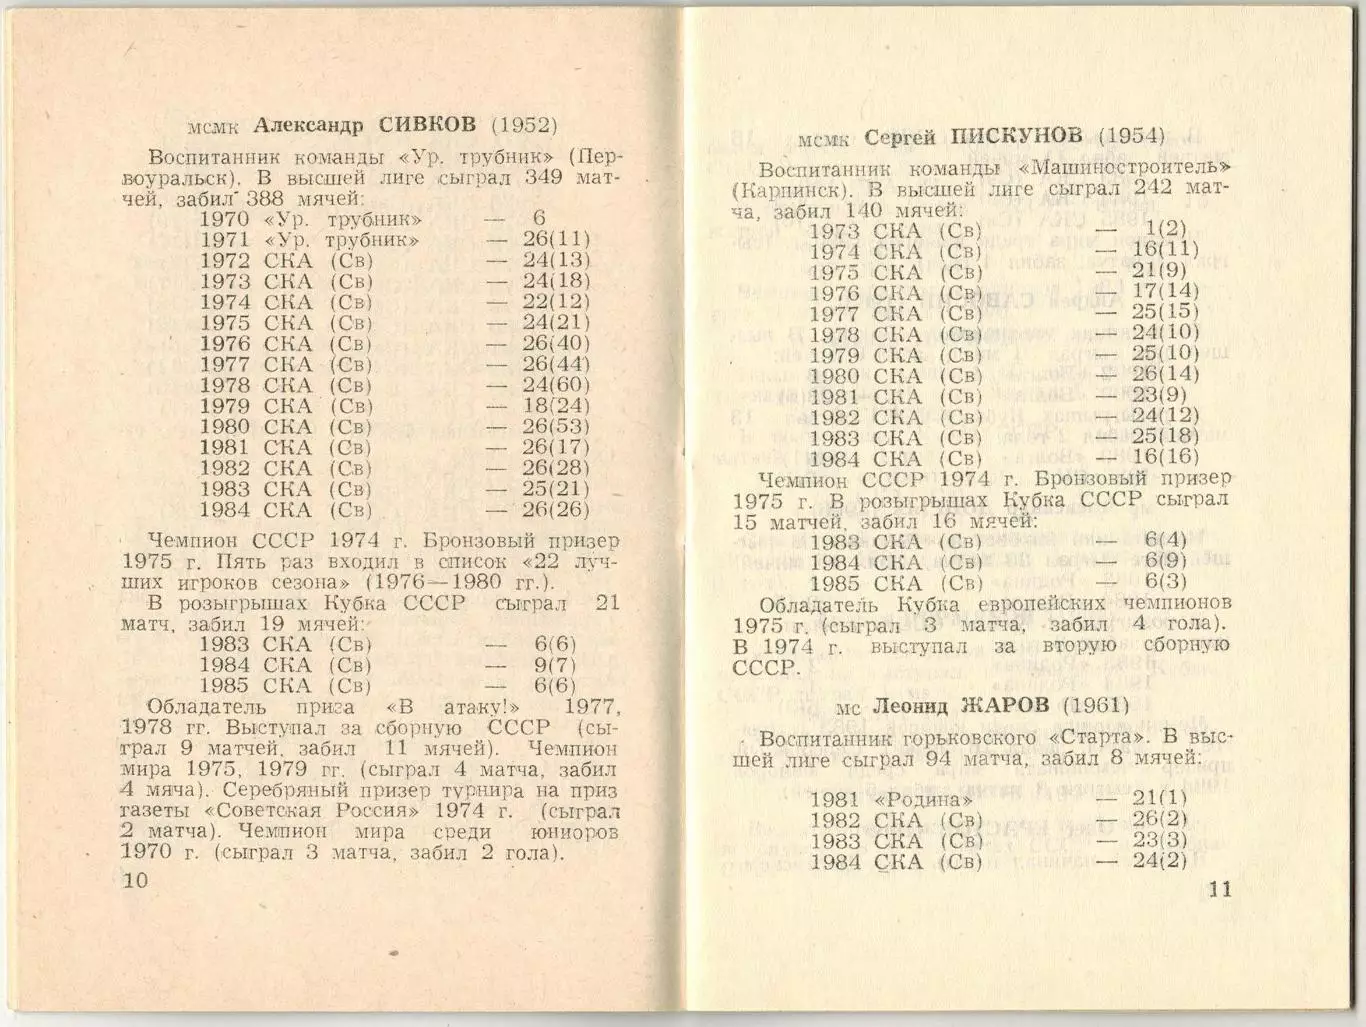 мсмк Александр СИВКОВ (1952)
Воспитанник команды «Ур. трубник» (Пер-
воуральск). В высшей лиге сыграл 349 мат-
чей, забил 388 мячей:
1970 «Ур. трубник» — 6
1971 «Ур. трубник» — 26(11)
1972 СКА (Св) — 24(13)
1973 СКА (Св) — 24(18)
1974 СКА (Св) — 22(12)
1975 СКА (Св) — 24(21)
1976 СКА (Св) — 26(40)
1977 СКА (Св) — 26(44)
1978 СКА (Св) — 24(60)
1979 СКА (Св) — 18(24)
1980 СКА (Св) — 26(53)
1981 СКА (Св) — 26(17)
1982 СКА (Св) — 26(28)
1983 СКА (Св) — 25(21)
1984 СКА (Св) — 26(26)
Чемпион СССР 1974 г. Бронзовый призер
1975 г. Пять раз входил в список «22 луч-
ших игроков сезона» (1976—1980 гг.).
В розыгрышах Кубка СССР сыграл 21
матч, забил 19 мячей:
1983 СКА (Св) — 6(6)
1984 СКА (Св) — 9(7)
1985 СКА (Св) — 6(6)
Обладатель приза «В атаку!» 1977,
1978 гг. Выступал за сборную СССР (сы-
грал 9 матчей, забил 11 мячей). Чемпион
мира 1975, 1979 гг. (сыграл 4 матча, забил
4 мяча). Серебряный призер турнира на приз
газеты «Советская Россия» 1974 г. (сыграл
2 матча). Чемпион мира среди юниоров
1970 г. (сыграл 3 матча, забил 2 гола).
10
мсмк Сергей ПИСКУНОВ (1954)
Воспитанник команды «Машиностроитель»
(Карпинск). В высшей лиге сыграл 242 мат-
ча, забил 140 мячей:
1973 СКА (Св) — 1(2)
1974 СКА (Св) — 16(11)
1975 СКА (Св) — 21(9)
1976 СКА (Св) — 17(14)
1977 СКА (Св) — 25(15)
1978 СКА (Св) — 24(10)
1979 СКА (Св) — 25(10)
1980 СКА (Св) — 26(14)
1981 СКА (Св) — 23(9)
1982 СКА (Св) — 24(12)
1983 СКА (Св) — 25(18)
1984 СКА (Св) — 16(16)
Чемпион СССР 1974 г. Бронзовый призер
1975 г. В розыгрышах Кубка СССР сыграл
15 матчей, забил 16 мячей:
1983 СКА (Св) — 6(4)
1984 СКА (Св) — 6(9)
1985 СКА (Св) — 6(3)
Обладатель Кубка европейских чемпионов
1975 г. (сыграл 3 матча, забил 4 гола).
В 1974 г. выступал за вторую сборную
СССР.
мс Леонид ЖАРОВ (1961)
Воспитанник горьковского «Старта». В выс-
шей лиге сыграл 94 матча, забил 8 мячей:
1981 «Родина» — 21(1)
1982 СКА (Св) — 26(2)
1983 СКА (Св) — 23(3)
1984 СКА (Св) — 24(2)
11